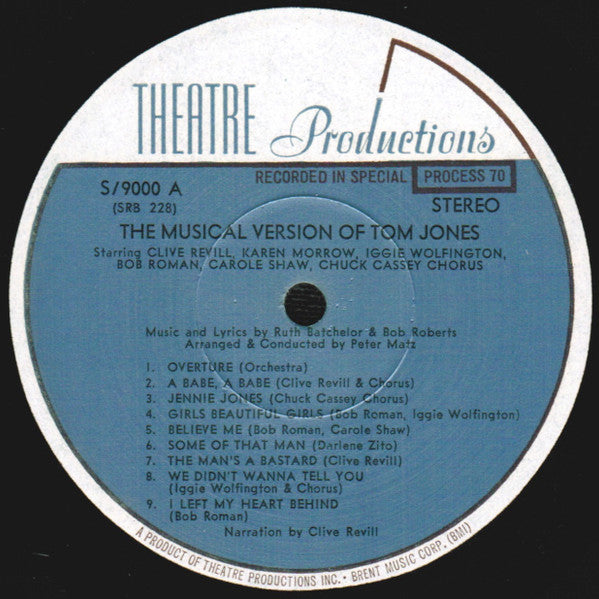 THEATRE Productions
RECORDED IN SPECIAL PROCESS 70
S/9000 A
(SRB 228)
STEREO
THE MUSICAL VERSION OF TOM JONES
Starring CLIVE REVILL, KAREN MORROW, IGGIE WOLFINGTON,
BOB ROMAN, CAROLE SHAW, CHUCK CASSEY CHORUS
Music and Lyrics by Ruth Batchelor & Bob Roberts
Arranged & Conducted by Peter Matz
1. OVERTURE (Orchestra)
2. A BABE, A BABE (Clive Revill & Chorus)
3. JENNIE JONES (Chuck Cassey Chorus)
4. GIRLS BEAUTIFUL GIRLS (Bob Roman, Iggie Wolfington)
5. BELIEVE ME (Bob Roman, Carole Shaw)
6. SOME OF THAT MAN (Darlene Zito)
7. THE MAN'S A BASTARD (Clive Revill)
8. WE DIDN'T WANNA TELL YOU
(Iggie Wolfington & Chorus)
9. I LEFT MY HEART BEHIND
(Bob Roman)
Narration by Clive Revill
A PRODUCT OF THEATRE PRODUCTIONS INC. • BRENT MUSIC CORP. (BMI)